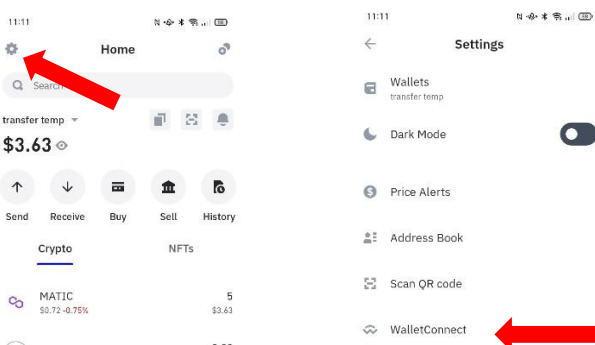 11:11
Home
Search
transfer temp
$3.63
Send Receive Buy Sell History
Crypto NFTs
MATIC 5
$0.72 -0.75% $3.63
11:11
Settings
Wallets
transfer temp
Dark Mode
Price Alerts
Address Book
Scan QR code
WalletConnect